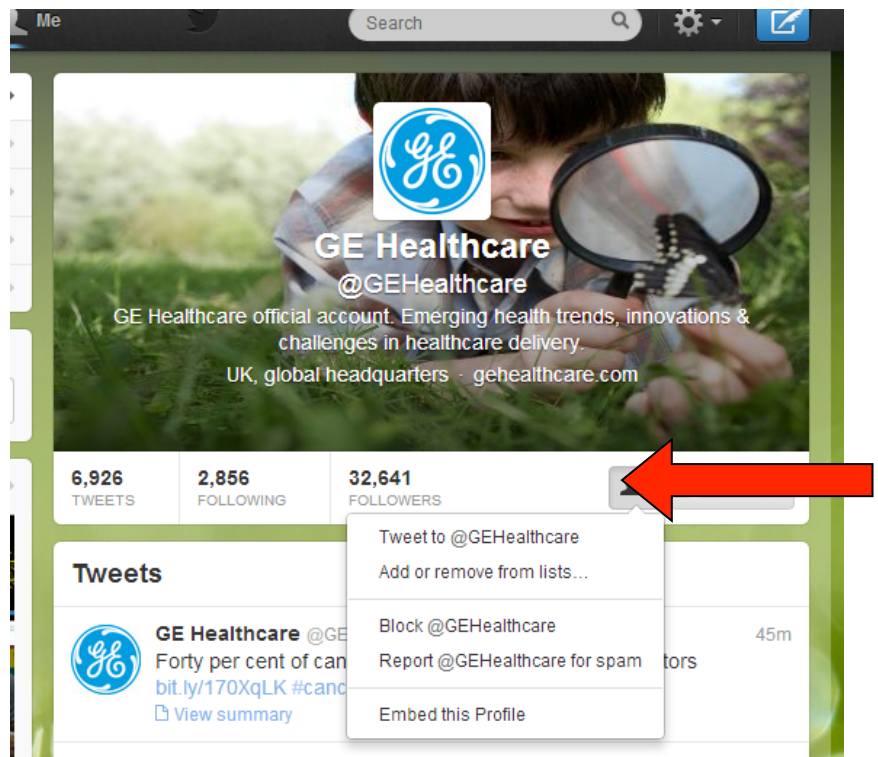 Me
Search
GE
GE Healthcare
@GEHealthcare
GE Healthcare official account. Emerging health trends, innovations &
challenges in healthcare delivery.
UK, global headquarters · gehealthcare.com
6,926 2,856 32,641
TWEETS FOLLOWING FOLLOWERS
Tweet to @GEHealthcare
Add or remove from lists...
Block @GEHealthcare
Report @GEHealthcare for spam
Embed this Profile
Tweets
GE
GE Healthcare @GE 45m
Forty per cent of can tors
bit.ly/170XqLK #canc
View summary